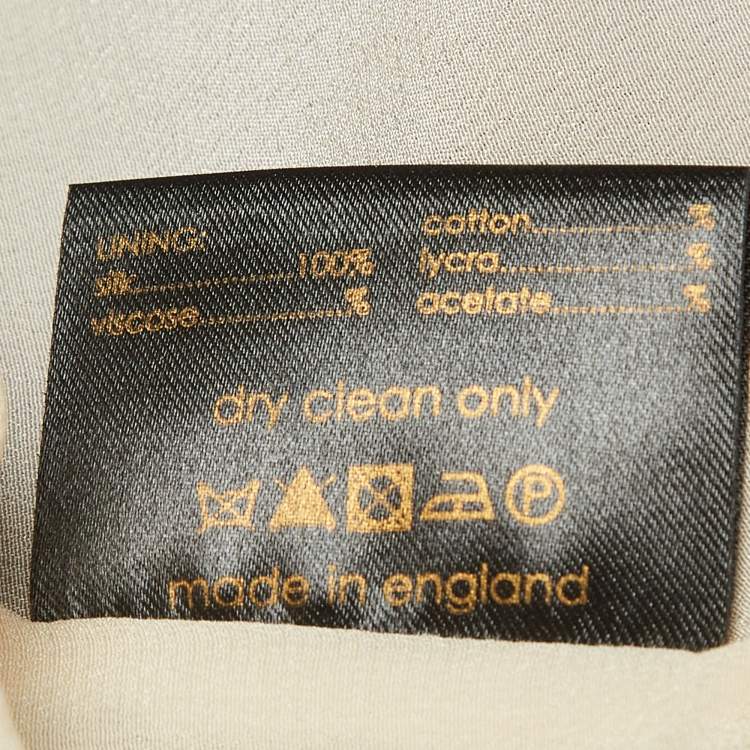 LINING:
silk....................100%
viscose....................%
cotton....................%
lycra....................%
acetate....................%
dry clean only
P
made in england